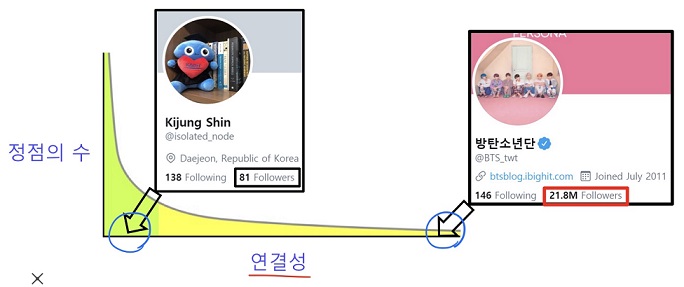 PERSONA
Kijung Shin
@isolated_node
Daejeon, Republic of Korea
138 Following 81 Followers
방탄소년단
@BTS_twt
btsblog.ibighit.com Joined July 2011
146 Following 21.8M Followers
정점의 수
연결성